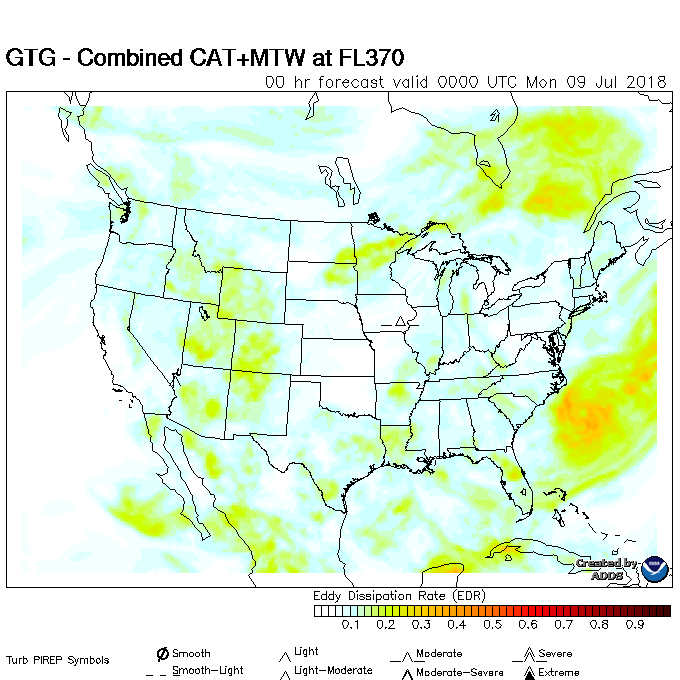 GTG - Combined CAT+MTW at FL370
00 hr forecast valid 0000 UTC Mon 09 Jul 2018
Created by
ADDS
Eddy Dissipation Rate (EDR)
0.1 0.2 0.3 0.4 0.5 0.6 0.7 0.8 0.9
Turb PIREP Symbols
Smooth Light Moderate Severe
Smooth-Light Light-Moderate Moderate-Severe Extreme